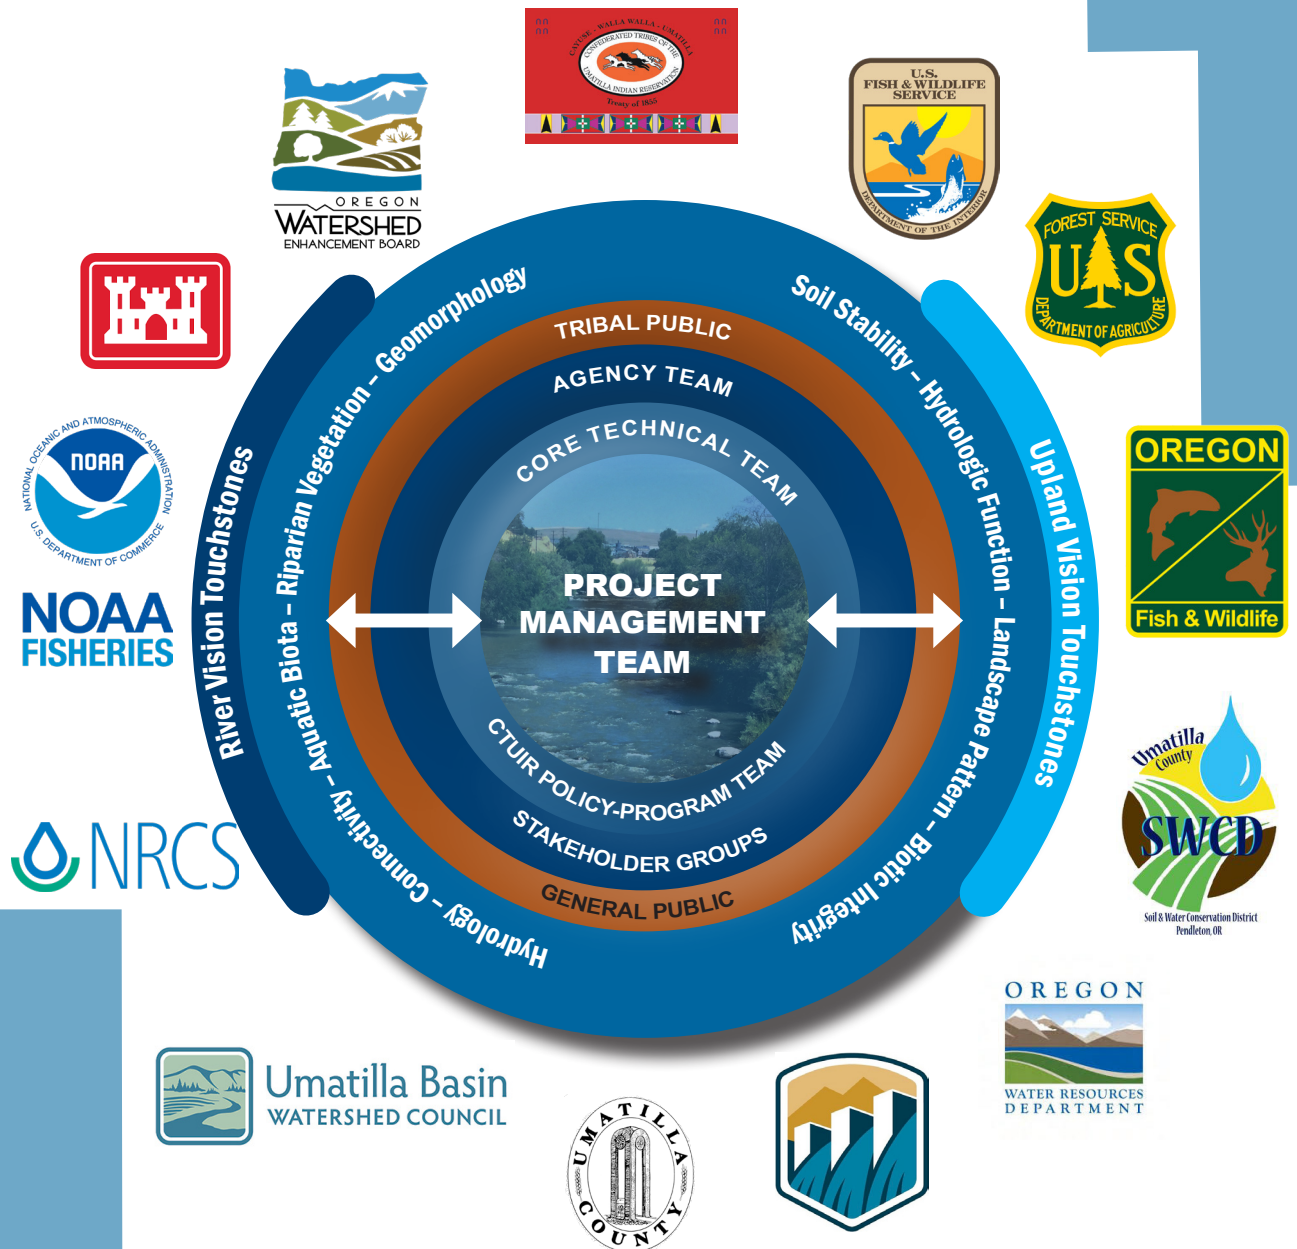 CAYUSE - WALLA WALLA - UMATILLA
CONFEDERATED TRIBES OF THE
UMATILLA INDIAN RESERVATION
Treaty of 1855
U.S.
FISH & WILDLIFE
SERVICE
DEPARTMENT OF THE INTERIOR
OREGON
WATERSHED
ENHANCEMENT BOARD
FOREST SERVICE
US
DEPARTMENT OF AGRICULTURE
NATIONAL OCEANIC AND ATMOSPHERIC ADMINISTRATION
NOAA
U.S. DEPARTMENT OF COMMERCE
NOAA
FISHERIES
OREGON
Fish & Wildlife
River Vision Touchstones
Hydrology – Connectivity – Aquatic Biota – Riparian Vegetation – Geomorphology
Soil Stability – Hydrologic Function – Landscape Pattern – Biotic Integrity
Upland Vision Touchstones
TRIBAL PUBLIC
AGENCY TEAM
CORE TECHNICAL TEAM
PROJECT
MANAGEMENT
TEAM
CTUIR POLICY-PROGRAM TEAM
STAKEHOLDER GROUPS
GENERAL PUBLIC
NRCS
Umatilla
County
SWCD
Soil & Water Conservation District
Pendleton, OR
OREGON
WATER RESOURCES
DEPARTMENT
Umatilla Basin
WATERSHED COUNCIL
UMATILLA
COUNTY